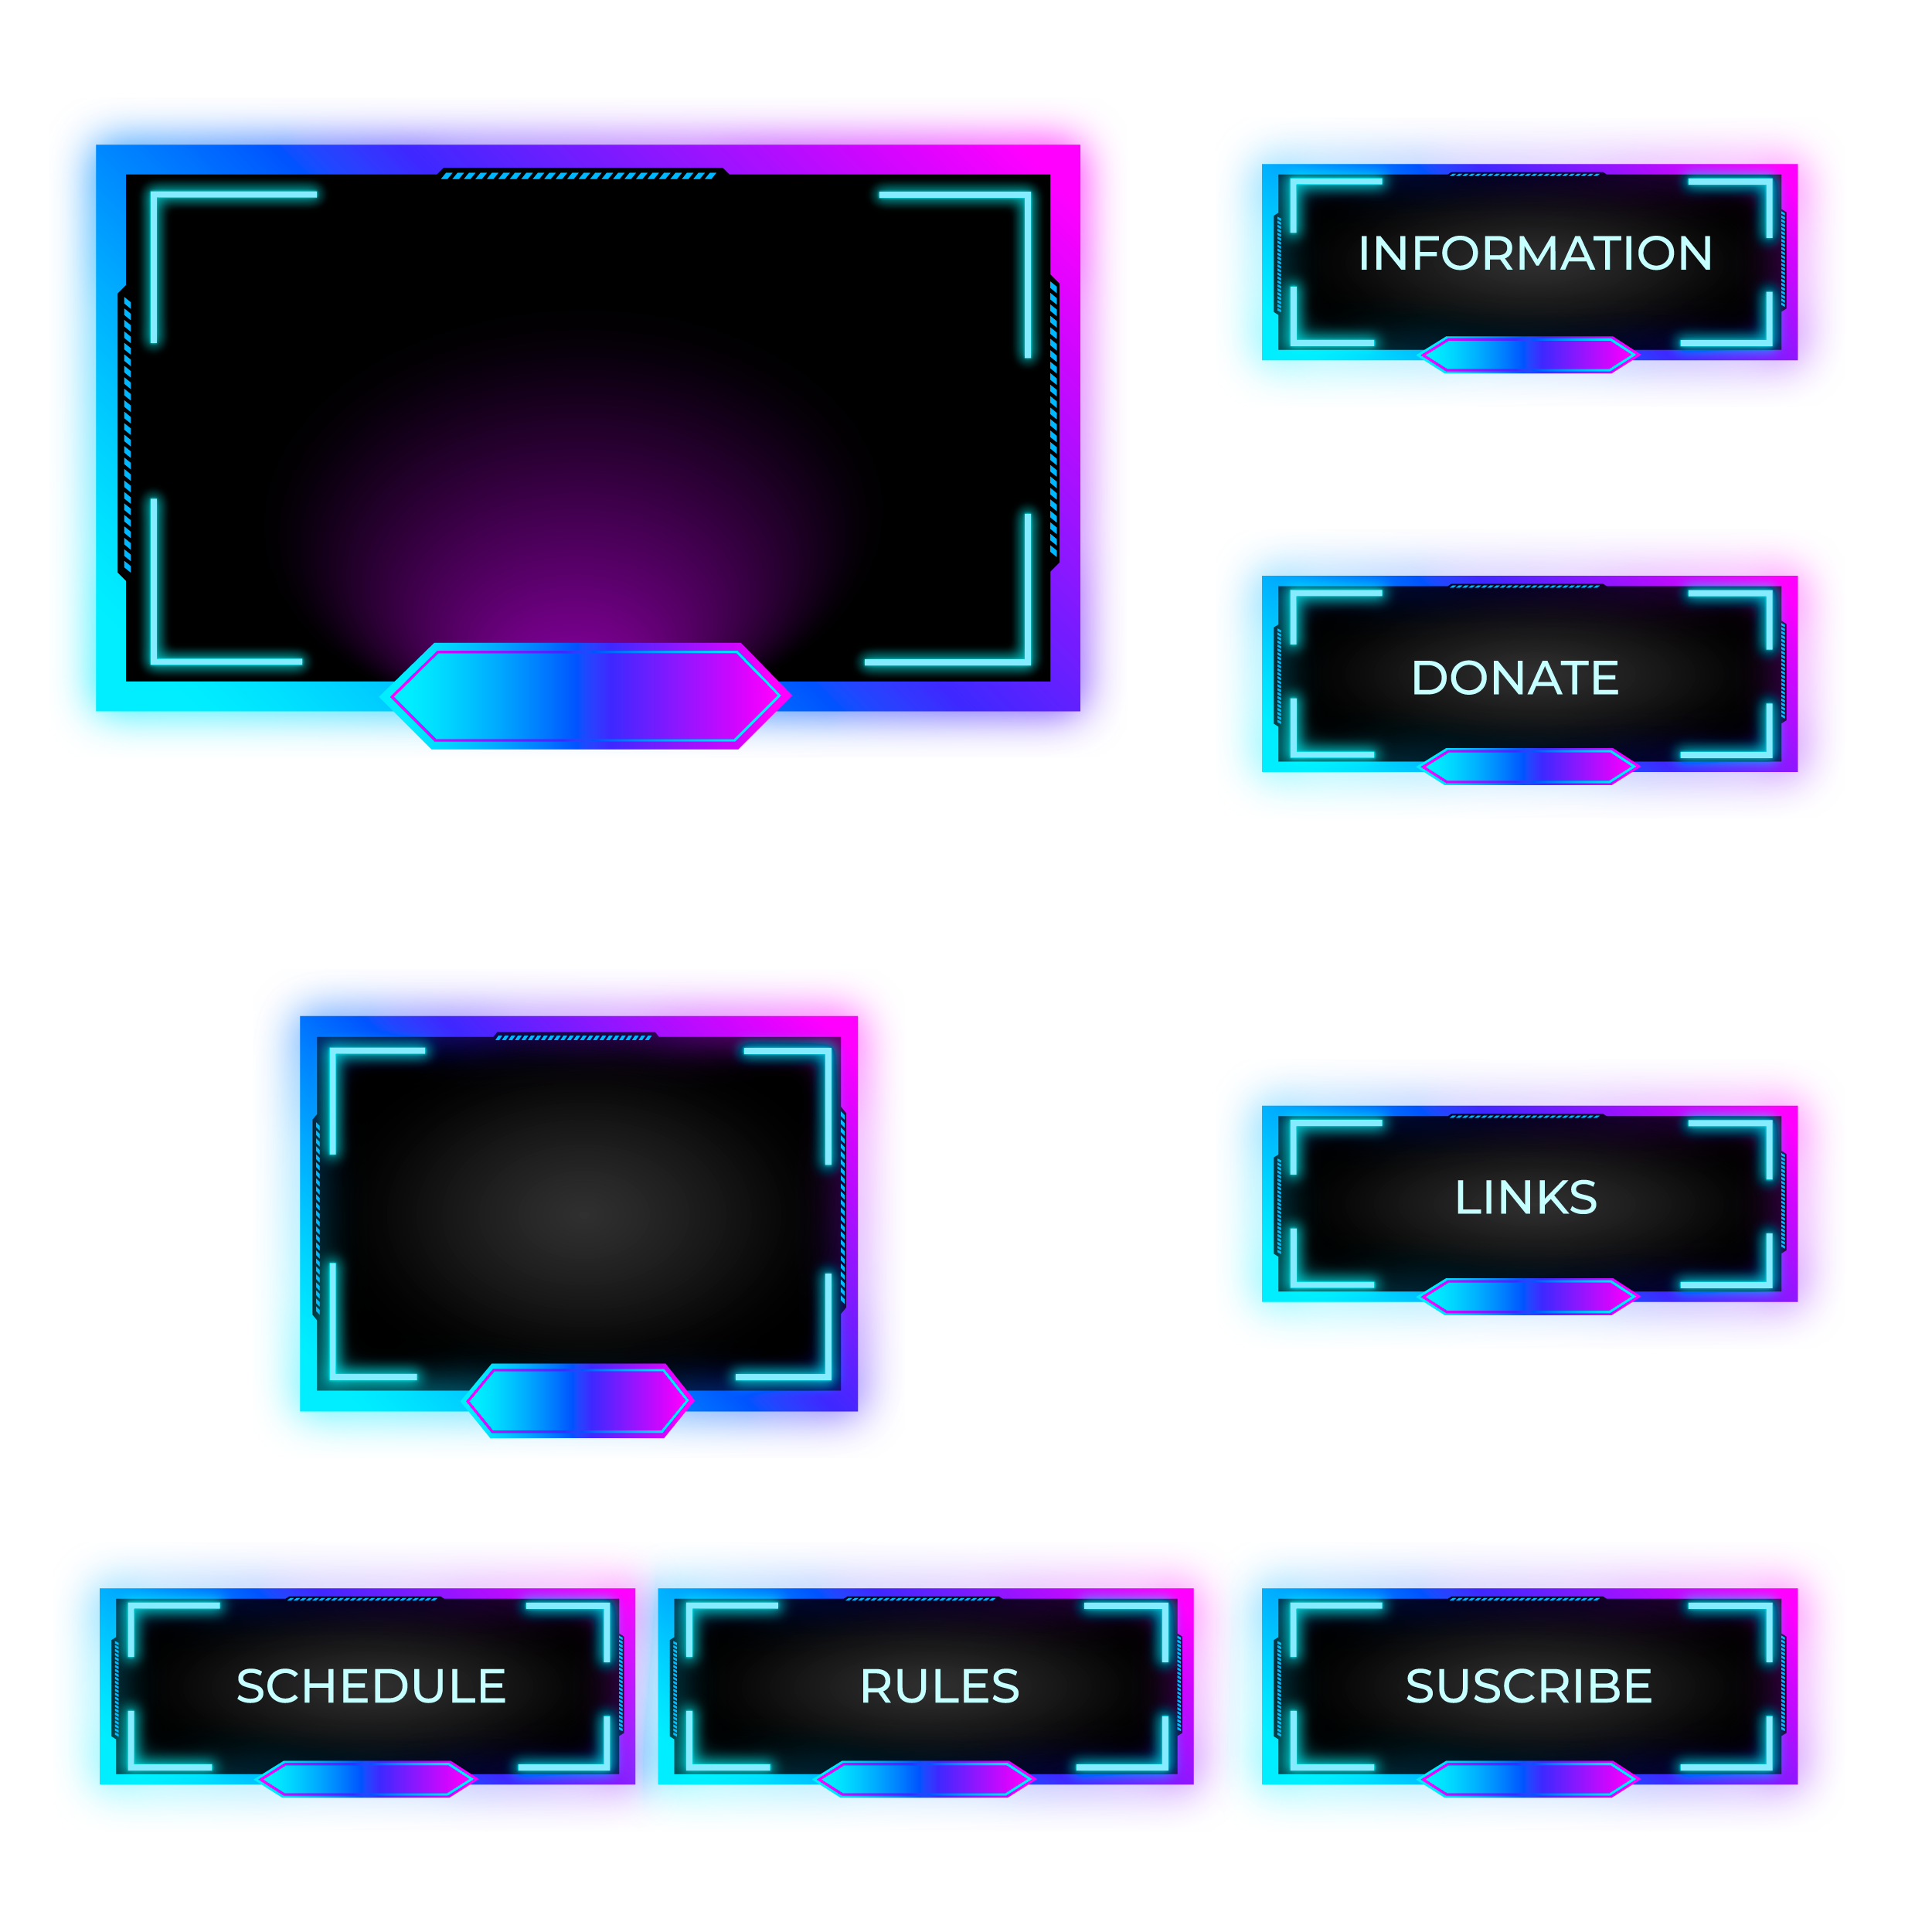 INFORMATION
DONATE
LINKS
SCHEDULE
RULES
SUSCRIBE